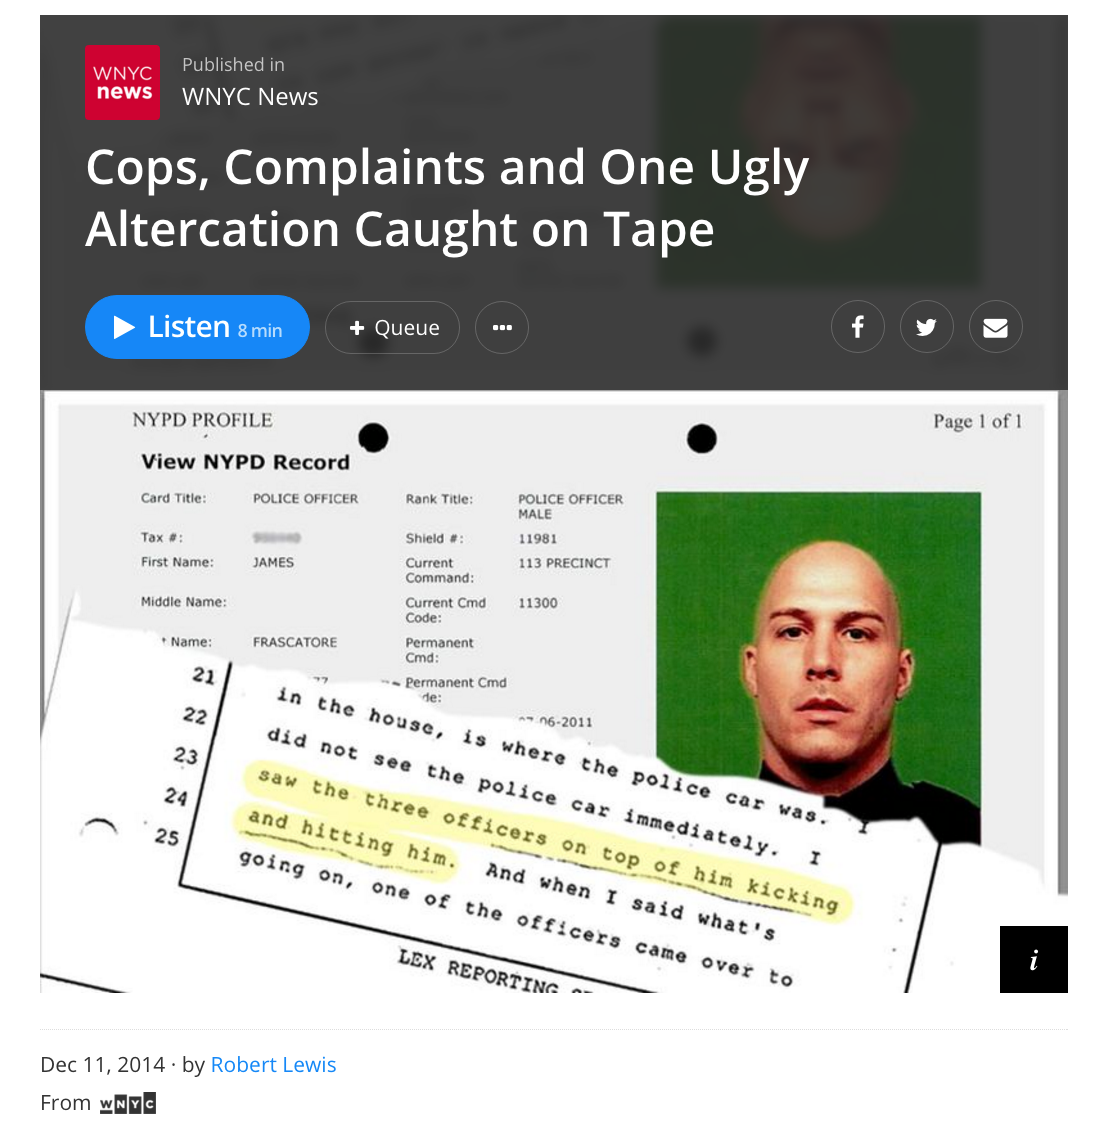 WNYC
news
Published in
WNYC News
Cops, Complaints and One Ugly
Altercation Caught on Tape
Listen 8 min
+ Queue
NYPD PROFILE
Page 1 of 1
View NYPD Record
Card Title: POLICE OFFICER Rank Title: POLICE OFFICER
MALE
Tax #: Shield #: 11981
First Name: JAMES Current 113 PRECINCT
Command:
Middle Name: Current Cmd 11300
Code:
Name: FRASCATORE Permanent
Cmd:
Permanent Cmd
de:
06-2011
21 in the house, is where the police car was. I
22 did not see the police car immediately. I
23 saw the three officers on top of him kicking
24 and hitting him. And when I said what's
25 going on, one of the officers came over to
LEX REPORTING
i
Dec 11, 2014 · by Robert Lewis
From WNYC